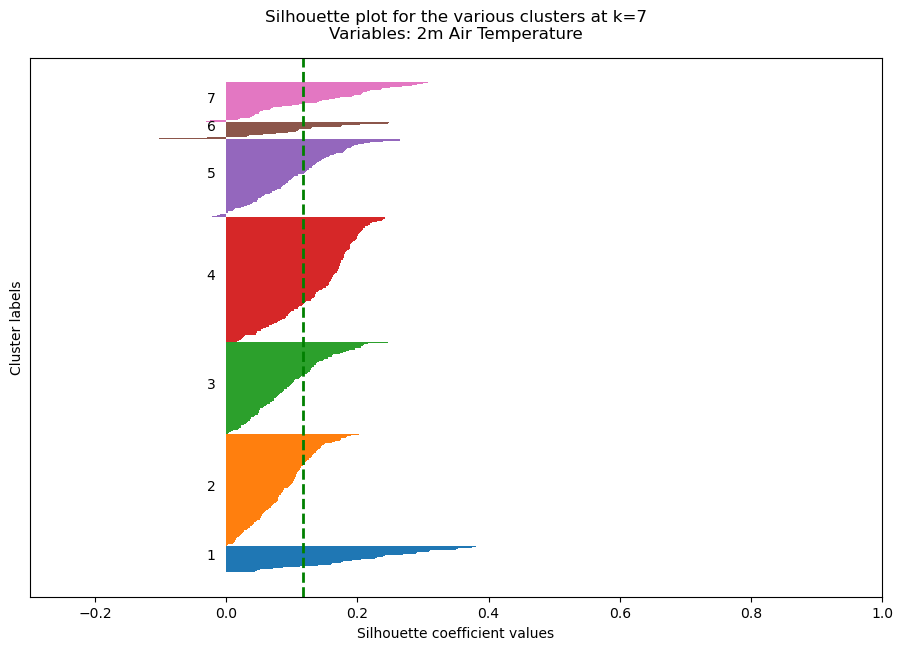 Silhouette plot for the various clusters at k=7
Variables: 2m Air Temperature
Cluster labels
7
6
5
4
3
2
1
−0.2 0.0 0.2 0.4 0.6 0.8 1.0
Silhouette coefficient values